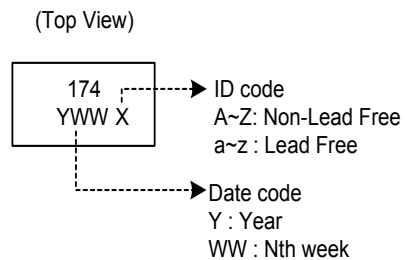 (Top View)
174
YWW X
ID code
A~Z: Non-Lead Free
a~z : Lead Free
Date code
Y : Year
WW : Nth week